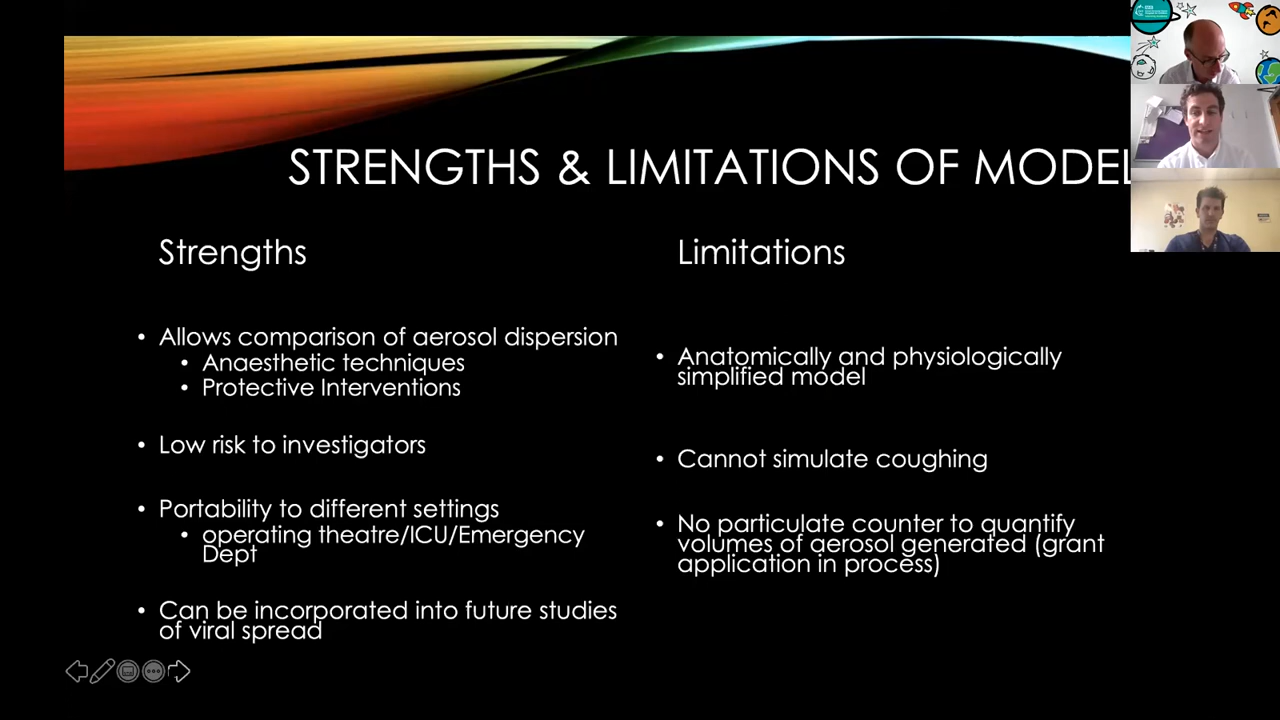 STRENGTHS & LIMITATIONS OF MODEL
Strengths
• Allows comparison of aerosol dispersion
• Anaesthetic techniques
• Protective Interventions
• Low risk to investigators
• Portability to different settings
• operating theatre/ICU/Emergency
Dept
• Can be incorporated into future studies
of viral spread
Limitations
• Anatomically and physiologically
simplified model
• Cannot simulate coughing
• No particulate counter to quantify
volumes of aerosol generated (grant
application in process)